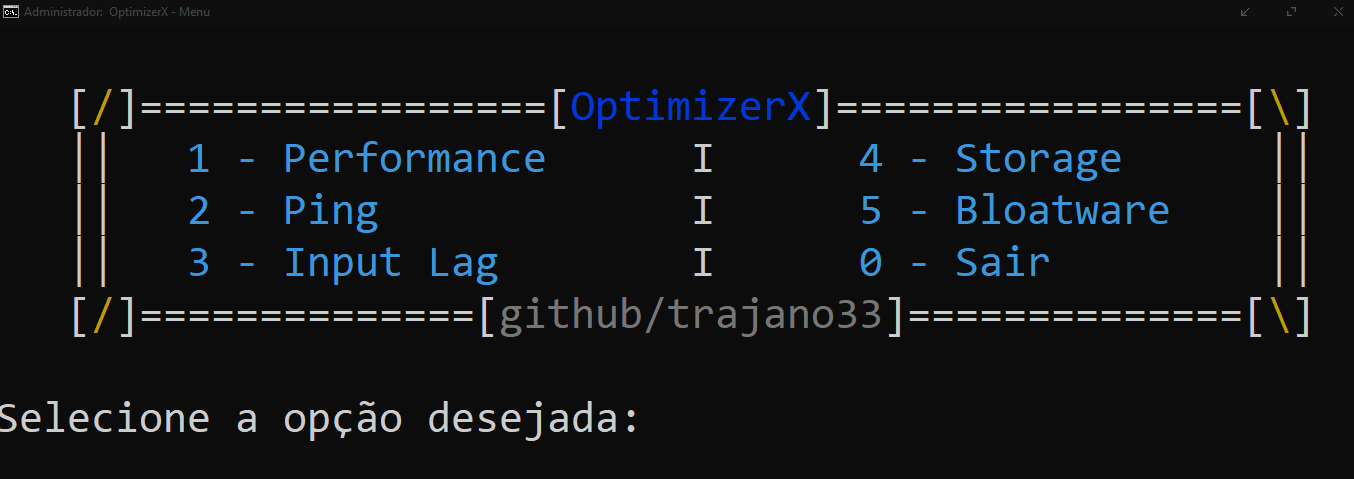 Administrador: OptimizerX - Menu
[/]=================[OptimizerX]=================[\]
|| 1 - Performance I 4 - Storage ||
|| 2 - Ping I 5 - Bloatware ||
|| 3 - Input Lag I 0 - Sair ||
[/]==============[github/trajano33]==============[\]
Selecione a opção desejada: